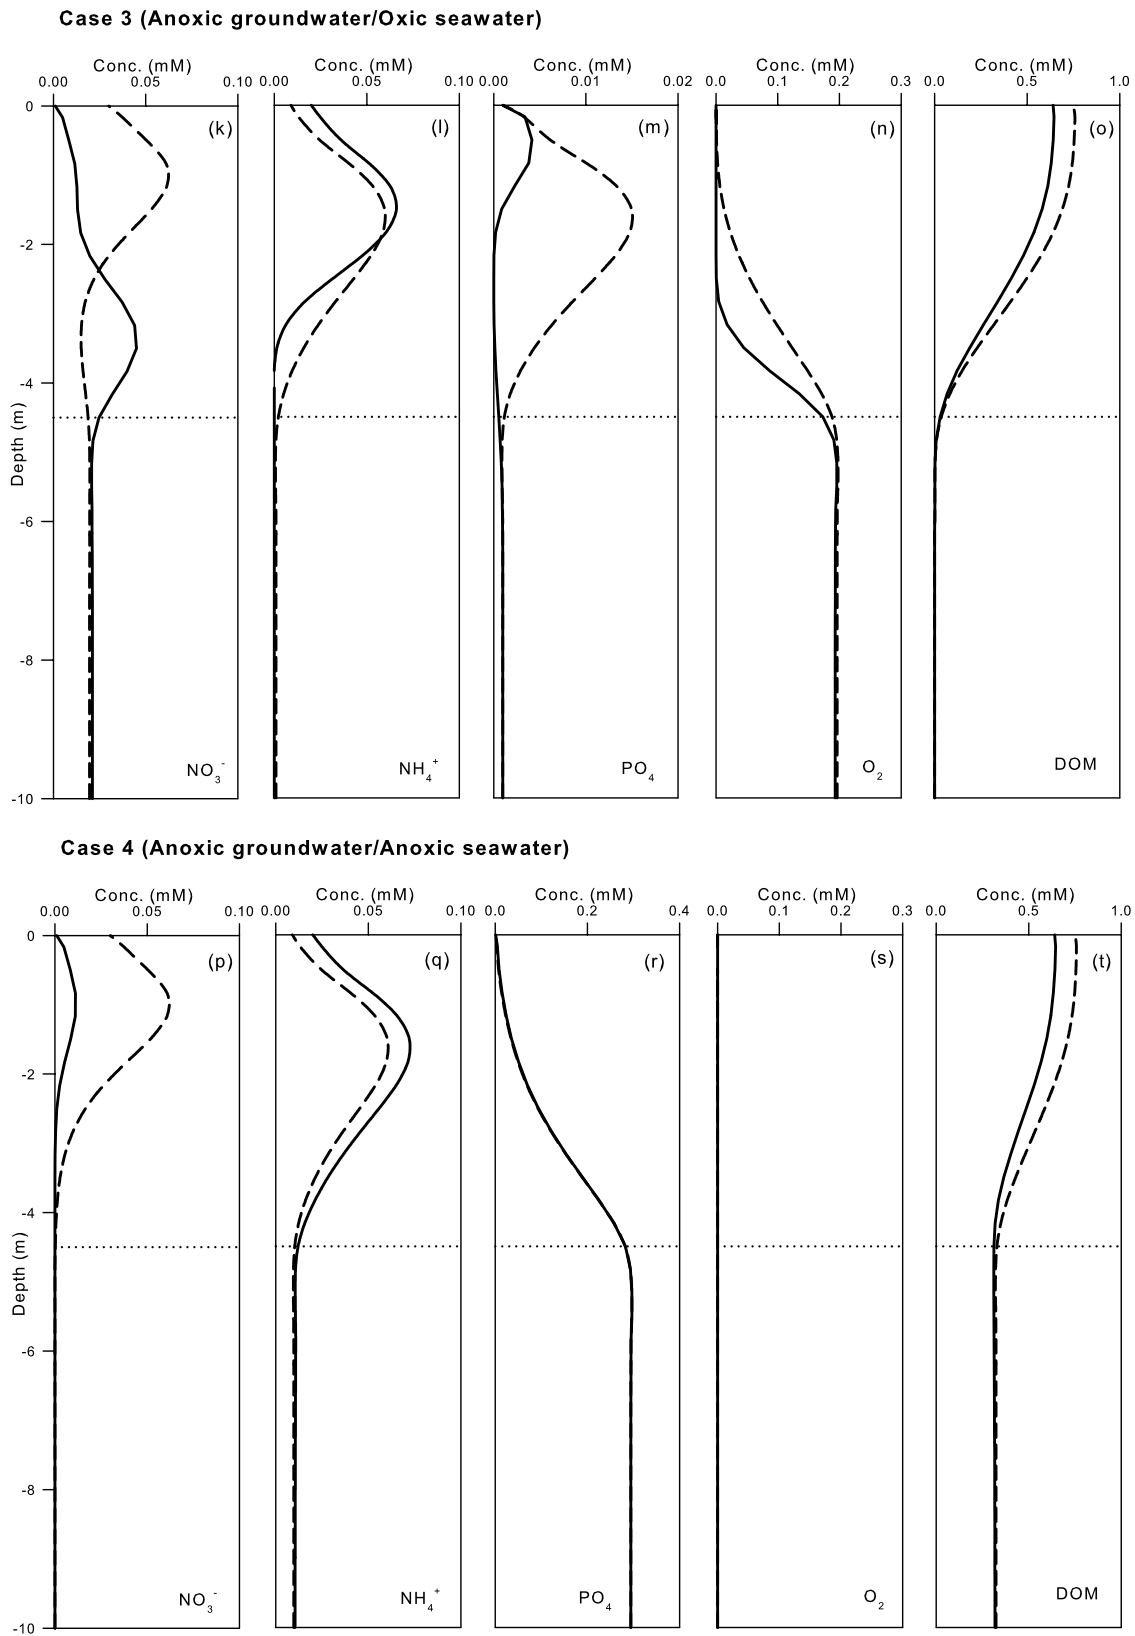 Case 3 (Anoxic groundwater/Oxic seawater)
Conc. (mM) Conc. (mM) Conc. (mM) Conc. (mM) Conc. (mM)
0.00 0.05 0.10 0.00 0.05 0.10 0.00 0.01 0.02 0.0 0.1 0.2 0.3 0.0 0.5 1.0
0 (k) (l) (m) (n) (o)
-2
-4
Depth (m)
-6
-8
NO3- NH4+ PO4 O2 DOM
-10
Case 4 (Anoxic groundwater/Anoxic seawater)
Conc. (mM) Conc. (mM) Conc. (mM) Conc. (mM) Conc. (mM)
0.00 0.05 0.10 0.00 0.05 0.10 0.0 0.2 0.4 0.0 0.1 0.2 0.3 0.0 0.5 1.0
0 (p) (q) (r) (s) (t)
-2
-4
Depth (m)
-6
-8
NO3- NH4+ PO4 O2 DOM
-10